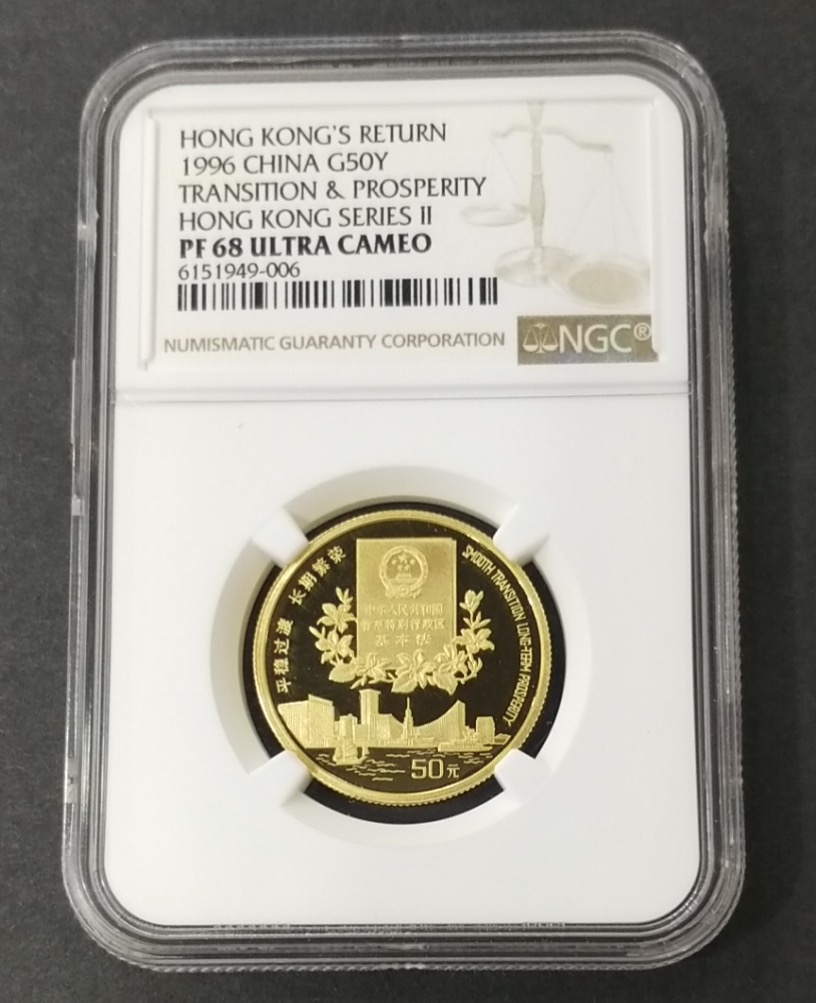 HONG KONG'S RETURN
1996 CHINA G50Y
TRANSITION & PROSPERITY
HONG KONG SERIES II
PF 68 ULTRA CAMEO
6151949-006
NUMISMATIC GUARANTY CORPORATION
NGC®
平稳过渡 长期繁荣
SMOOTH TRANSITION LONG-TERM PROSPERITY
中华人民共和国
香港特别行政区
基本法
50元